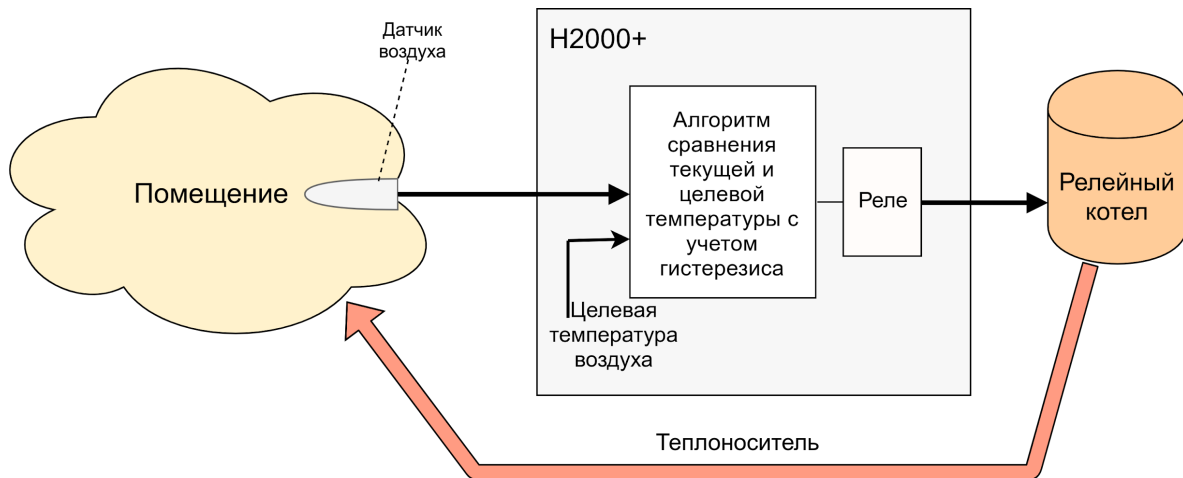 Датчик
воздуха
H2000+
Помещение
Алгоритм
сравнения
текущей и
целевой
температуры с
учетом
гистерезиса
Реле
Релейный
котел
Целевая
температура
воздуха
Теплоноситель